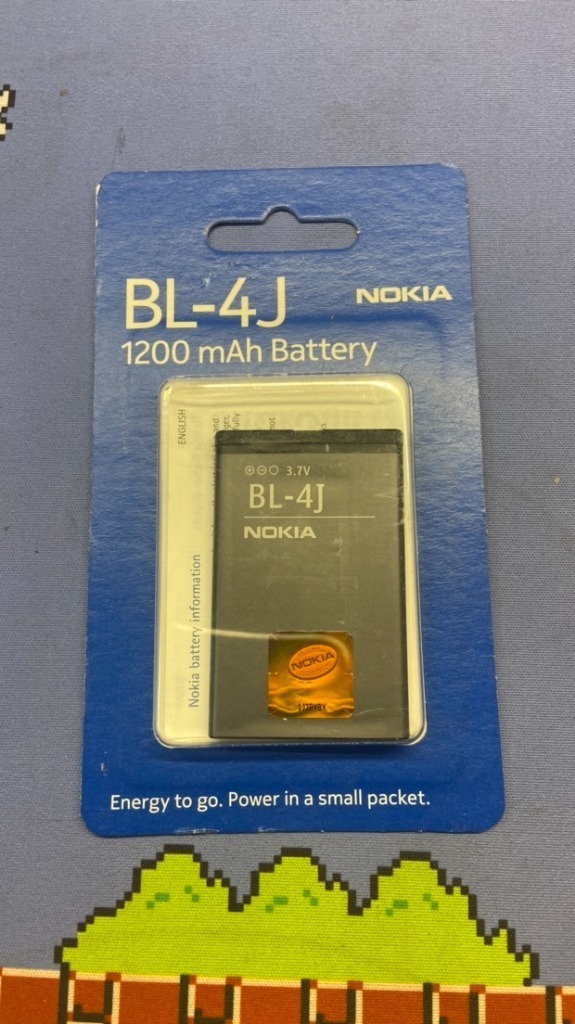 BL-4J
NOKIA
1200 mAh Battery
ENGLISH
Nokia battery information
3.7V
BL-4J
NOKIA
NOKIA
Energy to go. Power in a small packet.